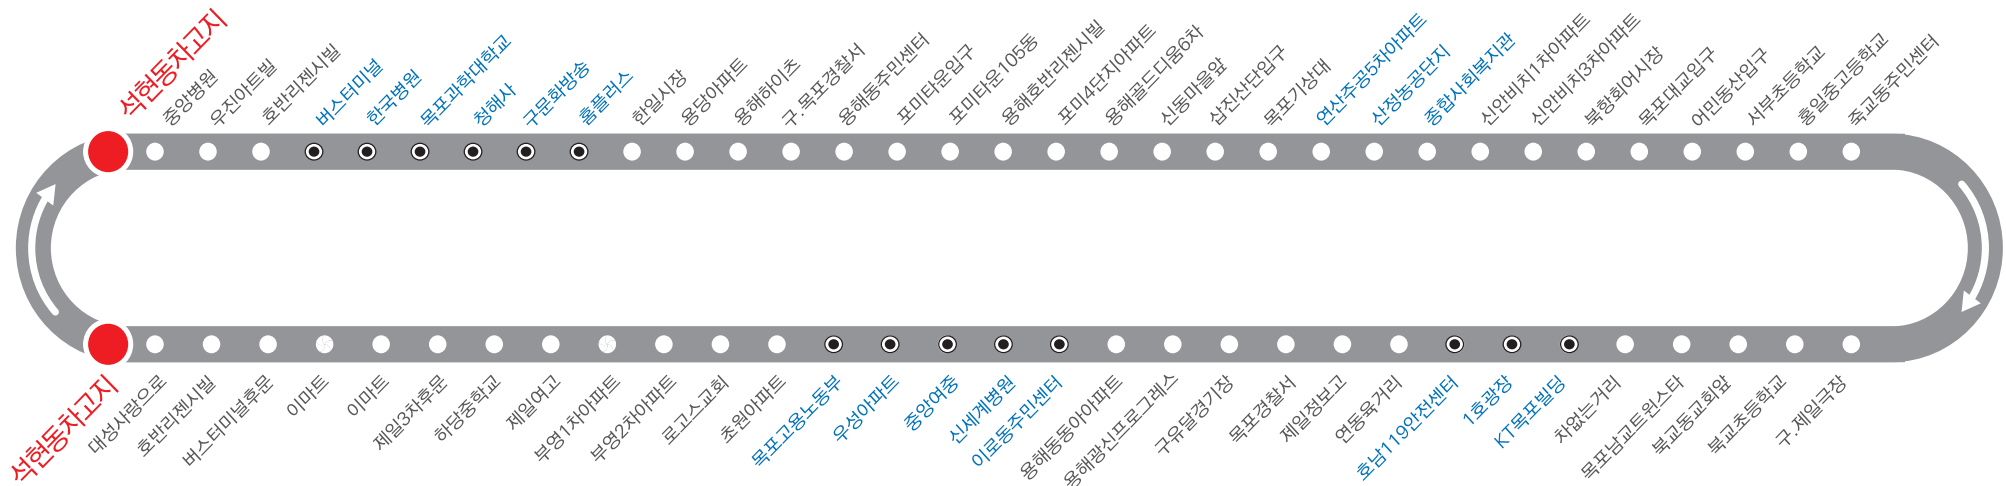 석현동차고지
중앙병원
우진아트빌
호반리젠시빌
버스터미널
한국병원
목포과학대학교
청해사
구문화방송
홈플러스
한일시장
용당아파트
용해하이츠
구.목포경찰서
용해동주민센터
포미타운입구
포미타운105동
용해호반리젠시빌
포미4단지아파트
용해골드디움6차
신동마을앞
삽진산단입구
목포기상대
연산주공5차아파트
산정농공단지
종합사회복지관
신안비치1차아파트
신안비치3차아파트
북항회어시장
목포대교입구
어민동산입구
서부초등학교
홍일중고등학교
죽교동주민센터
석현동차고지
대성사랑으로
호반리젠시빌
버스터미널후문
이마트
이마트
제일3차후문
하당중학교
제일여고
부영1차아파트
부영2차아파트
로고스교회
초원아파트
목포고용노동부
우성아파트
중앙여중
신세계병원
이로동주민센터
용해동동아아파트
용해광신프로그레스
구유달경기장
목포경찰서
제일정보고
연동육거리
호남119안전센터
1호광장
KT목포빌딩
차없는거리
목포남교트윈스타
북교동교회앞
북교초등학교
구.제일극장